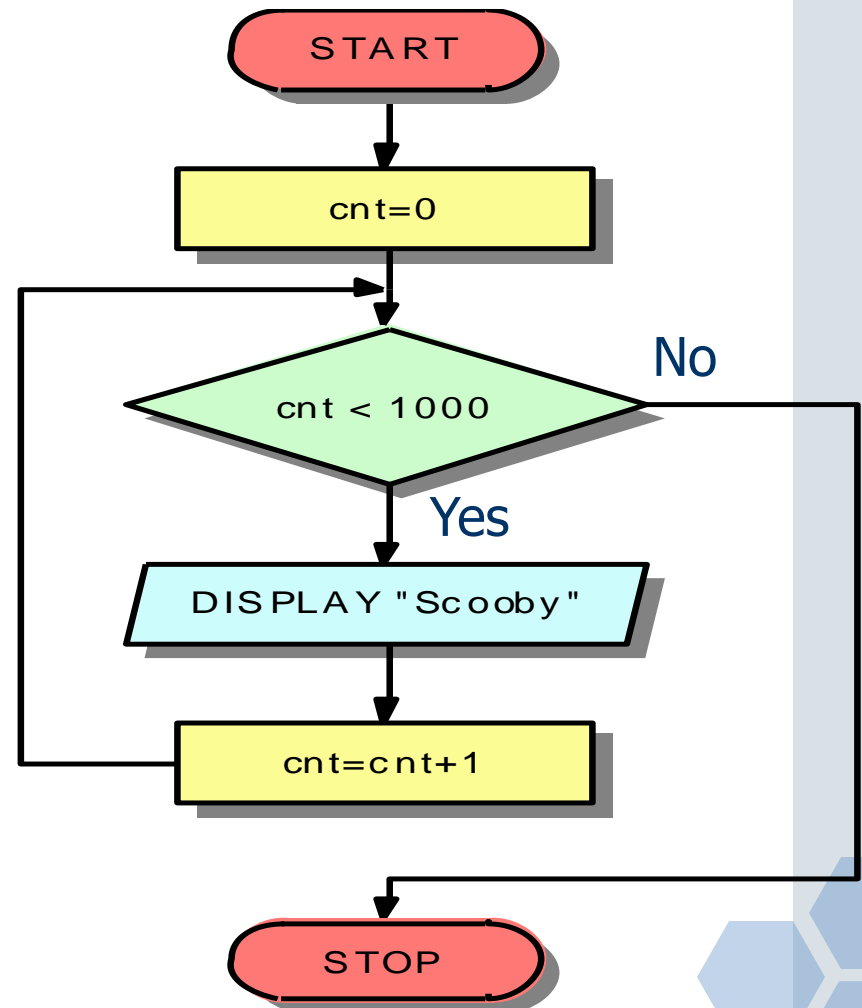 START
cnt=0
cnt < 1000
No
Yes
DISPLAY "Scooby"
cnt=cnt+1
STOP